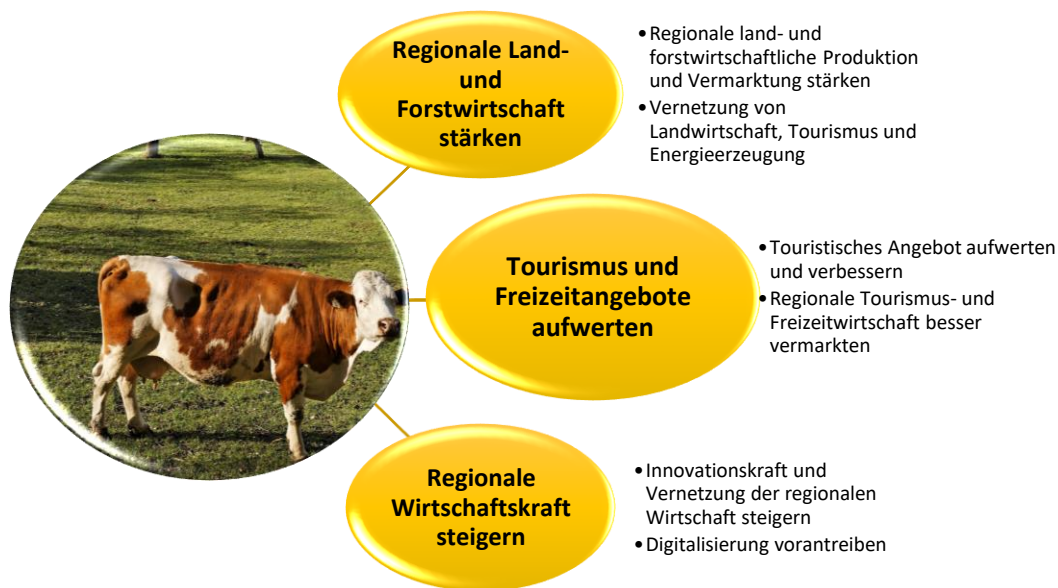 Regionale Land-
und
Forstwirtschaft
stärken
•Regionale land- und
forstwirtschaftliche Produktion
und Vermarktung stärken
•Vernetzung von
Landwirtschaft, Tourismus und
Energieerzeugung
Tourismus und
Freizeitangebote
aufwerten
•Touristisches Angebot aufwerten
und verbessern
•Regionale Tourismus- und
Freizeitwirtschaft besser
vermarkten
Regionale
Wirtschaftskraft
steigern
•Innovationskraft und
Vernetzung der regionalen
Wirtschaft steigern
•Digitalisierung vorantreiben